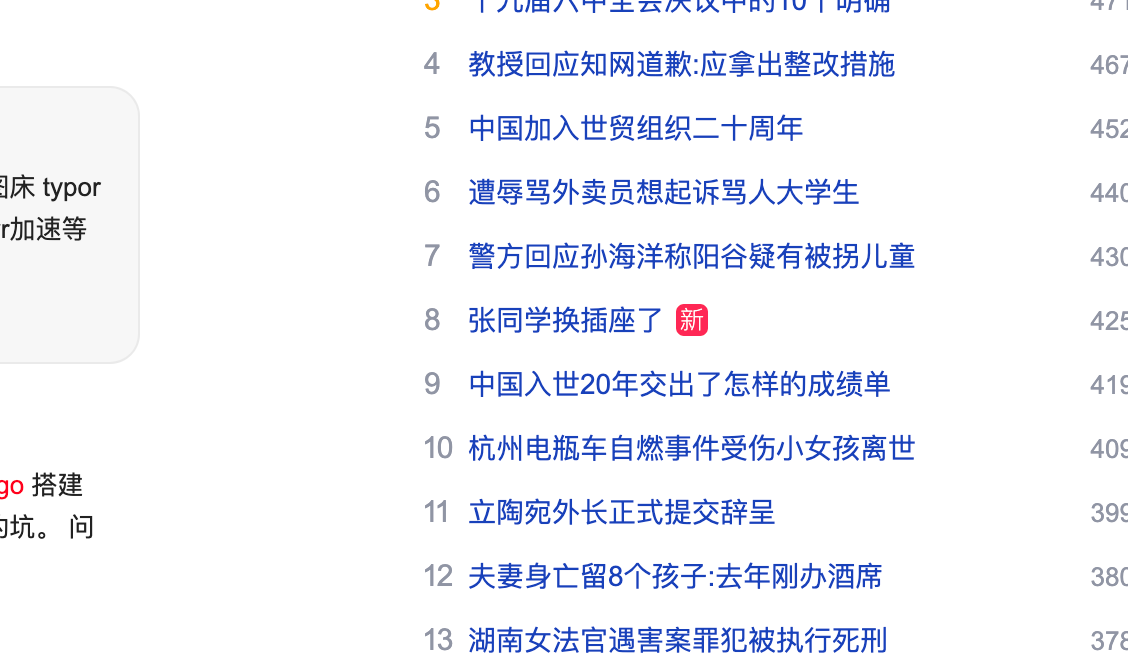 图床 typor
r加速等
go 搭建
的坑。 问
3 十九届六中全会决议中的10个明确 471
4 教授回应知网道歉:应拿出整改措施 467
5 中国加入世贸组织二十周年 452
6 遭辱骂外卖员想起诉骂人大学生 440
7 警方回应孙海洋称阳谷疑有被拐儿童 430
8 张同学换插座了 新 425
9 中国入世20年交出了怎样的成绩单 419
10 杭州电瓶车自燃事件受伤小女孩离世 409
11 立陶宛外长正式提交辞呈 399
12 夫妻身亡留8个孩子:去年刚办酒席 380
13 湖南女法官遇害案罪犯被执行死刑 378